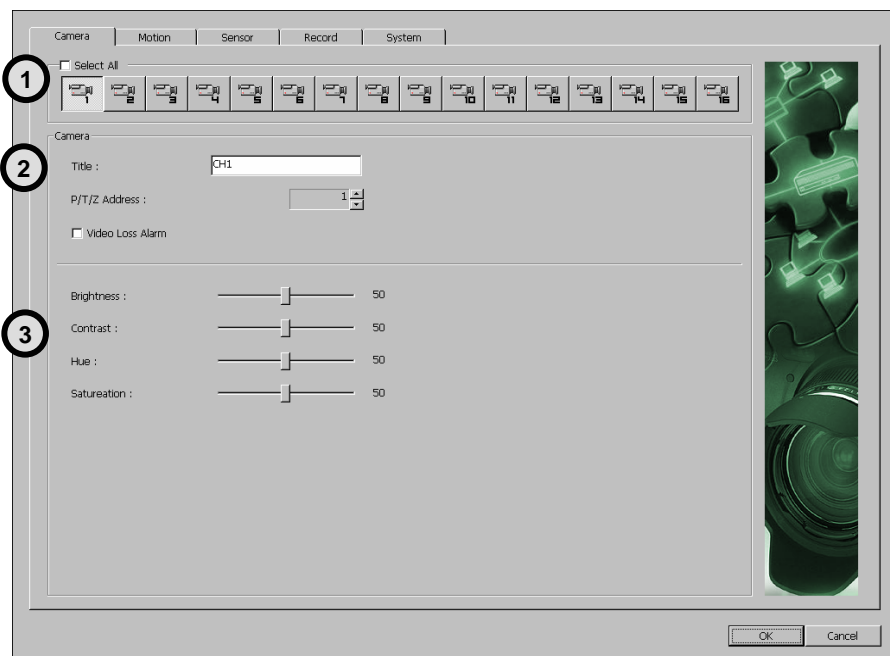 Camera Motion Sensor Record System
1
Select All
1 2 3 4 5 6 7 8 9 10 11 12 13 14 15 16
Camera
2
Title : CH1
P/T/Z Address : 1
Video Loss Alarm
Brightness : 50
3
Contrast : 50
Hue : 50
Satureation : 50
OK Cancel